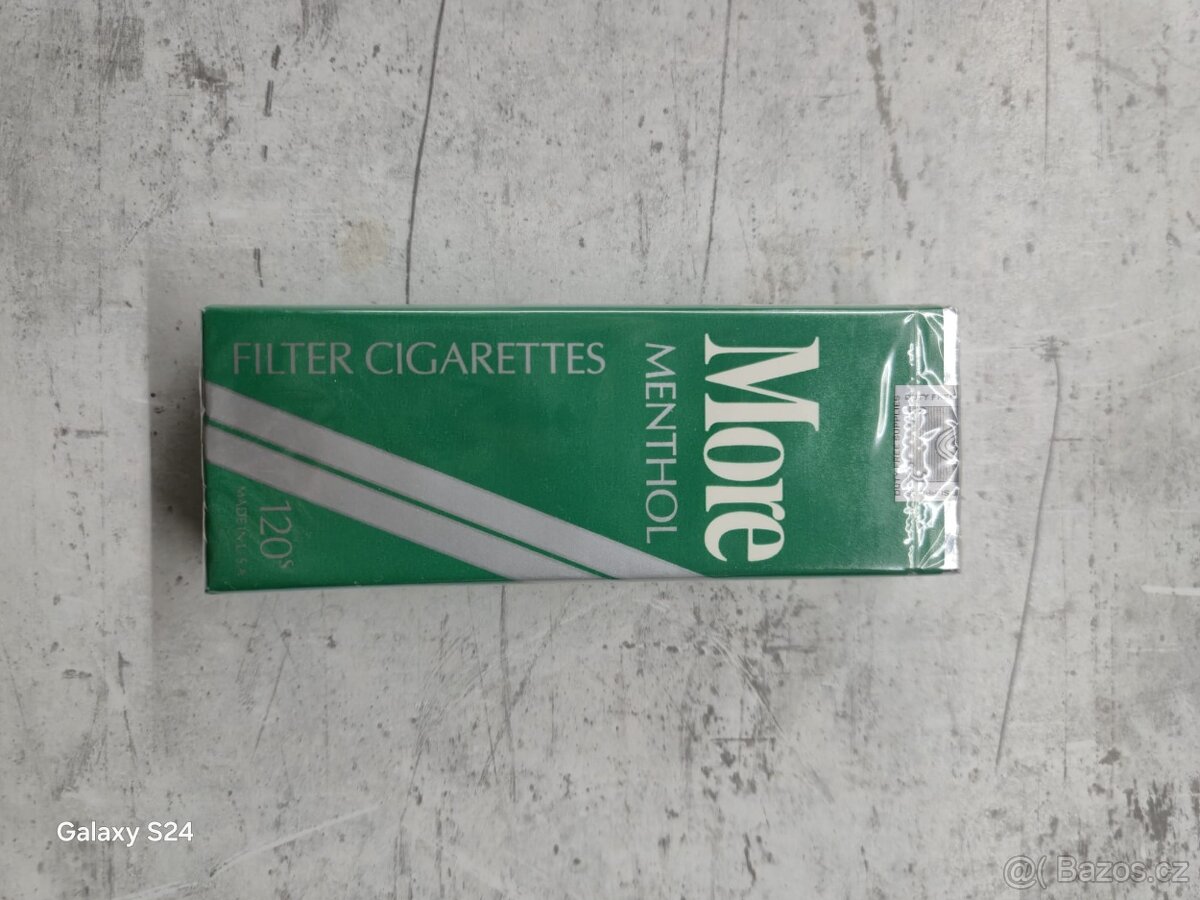 FILTER CIGARETTES
More
MENTHOL
120s
MADE IN U.S.A.
Galaxy S24
@( Bazos.cz